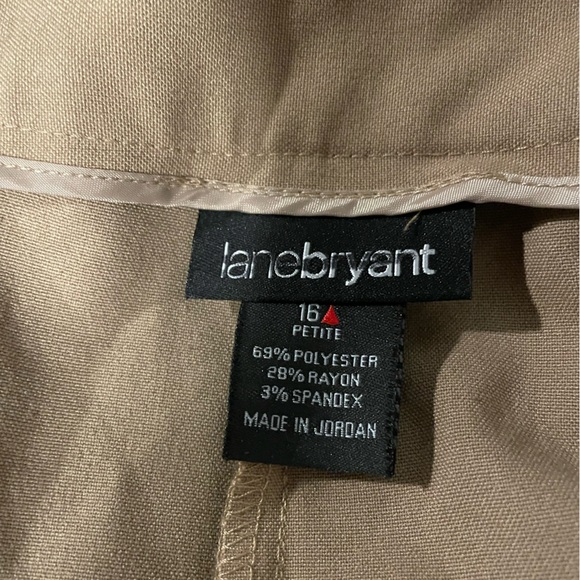 lanebryant
16
PETITE
69% POLYESTER
28% RAYON
3% SPANDEX
MADE IN JORDAN